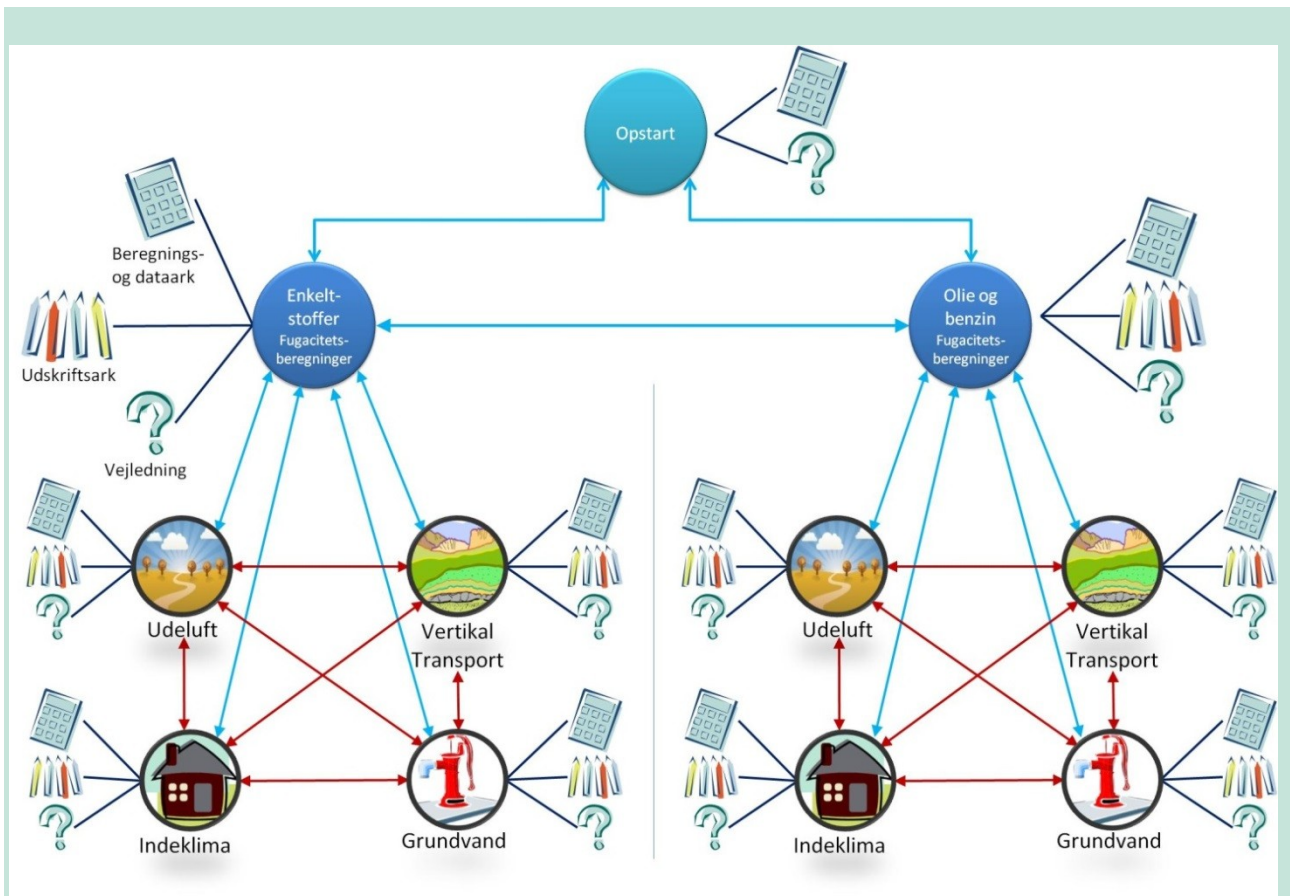 Opstart
Beregnings-
og dataark
Enkelt-
stoffer
Fugacitets-
beregninger
Olie og
benzin
Fugacitets-
beregninger
Udskriftsark
Vejledning
Udeluft
Vertikal
Transport
Udeluft
Vertikal
Transport
Indeklima
Grundvand
Indeklima
Grundvand